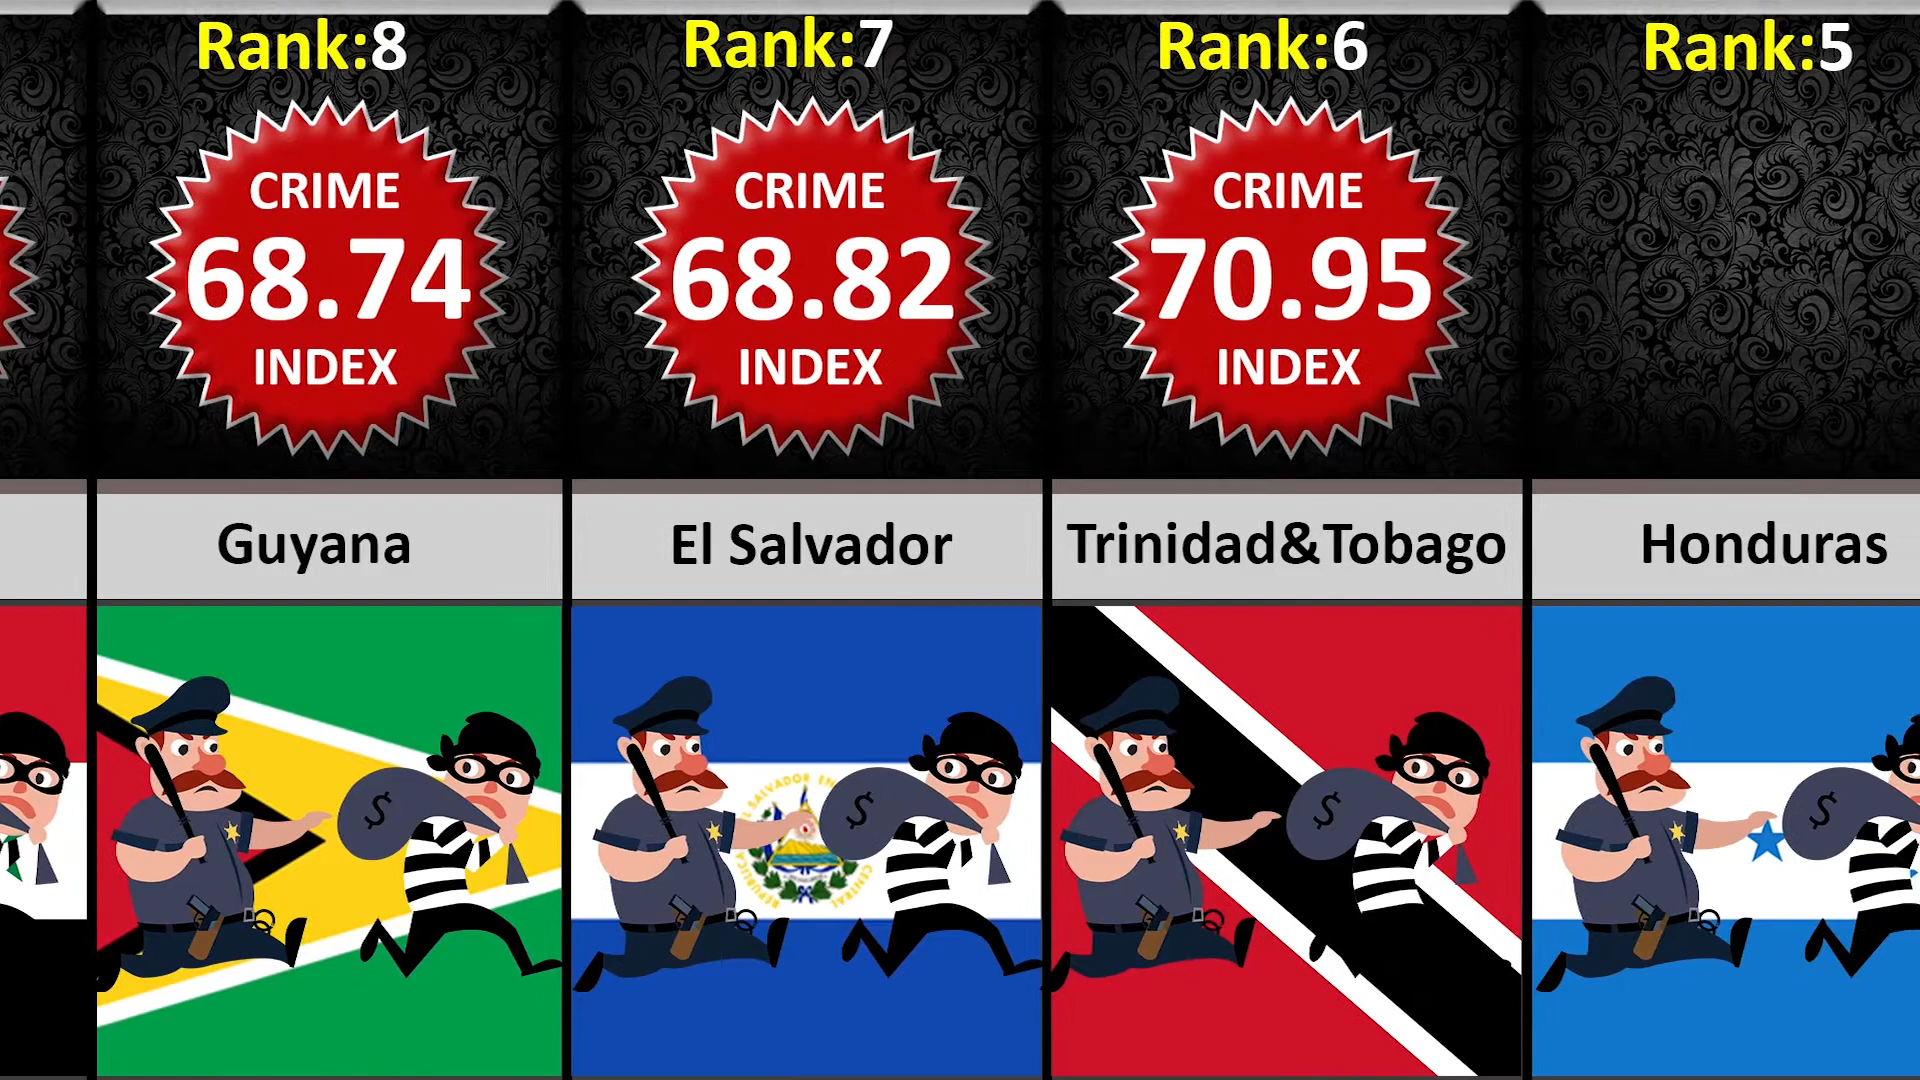 Rank:8
CRIME
68.74
INDEX
Guyana
$
Rank:7
CRIME
68.82
INDEX
El Salvador
$
Rank:6
CRIME
70.95
INDEX
Trinidad&Tobago
$
Rank:5
Honduras
$